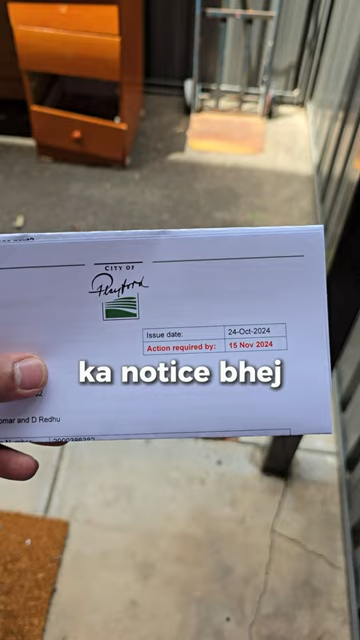 CITY OF
Playford
Issue date: 24-Oct-2024
Action required by: 15 Nov 2024
ka notice bhej
omar and D Redhu